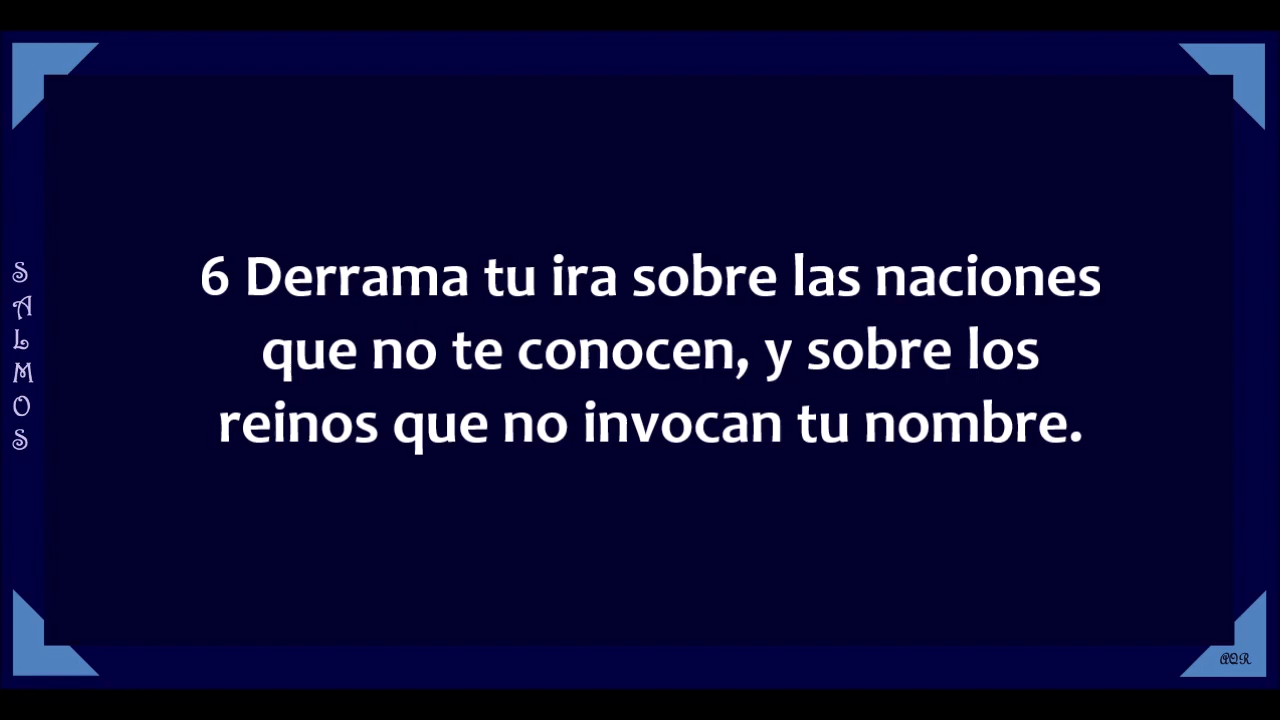 SALMOS
6 Derrama tu ira sobre las naciones
que no te conocen, y sobre los
reinos que no invocan tu nombre.